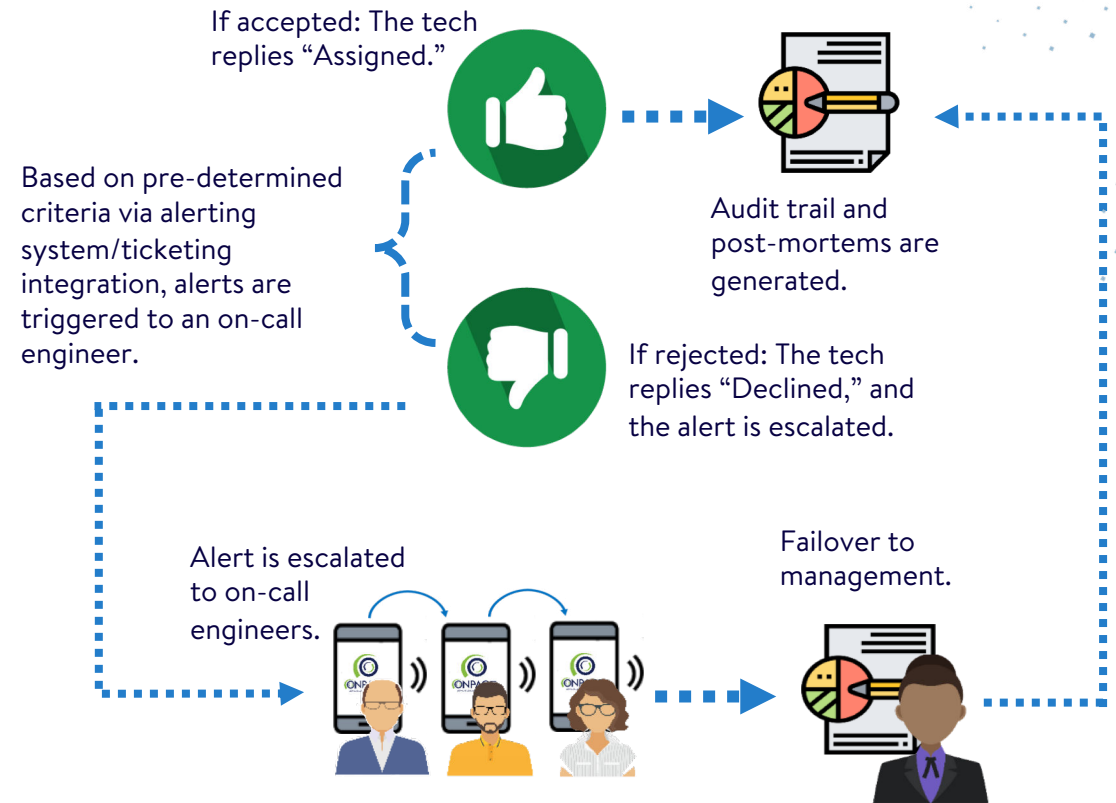 If accepted: The tech
replies “Assigned.”
Based on pre-determined
criteria via alerting
system/ticketing
integration, alerts are
triggered to an on-call
engineer.
Audit trail and
post-mortems are
generated.
If rejected: The tech
replies “Declined,” and
the alert is escalated.
Alert is escalated
to on-call
engineers.
Failover to
management.